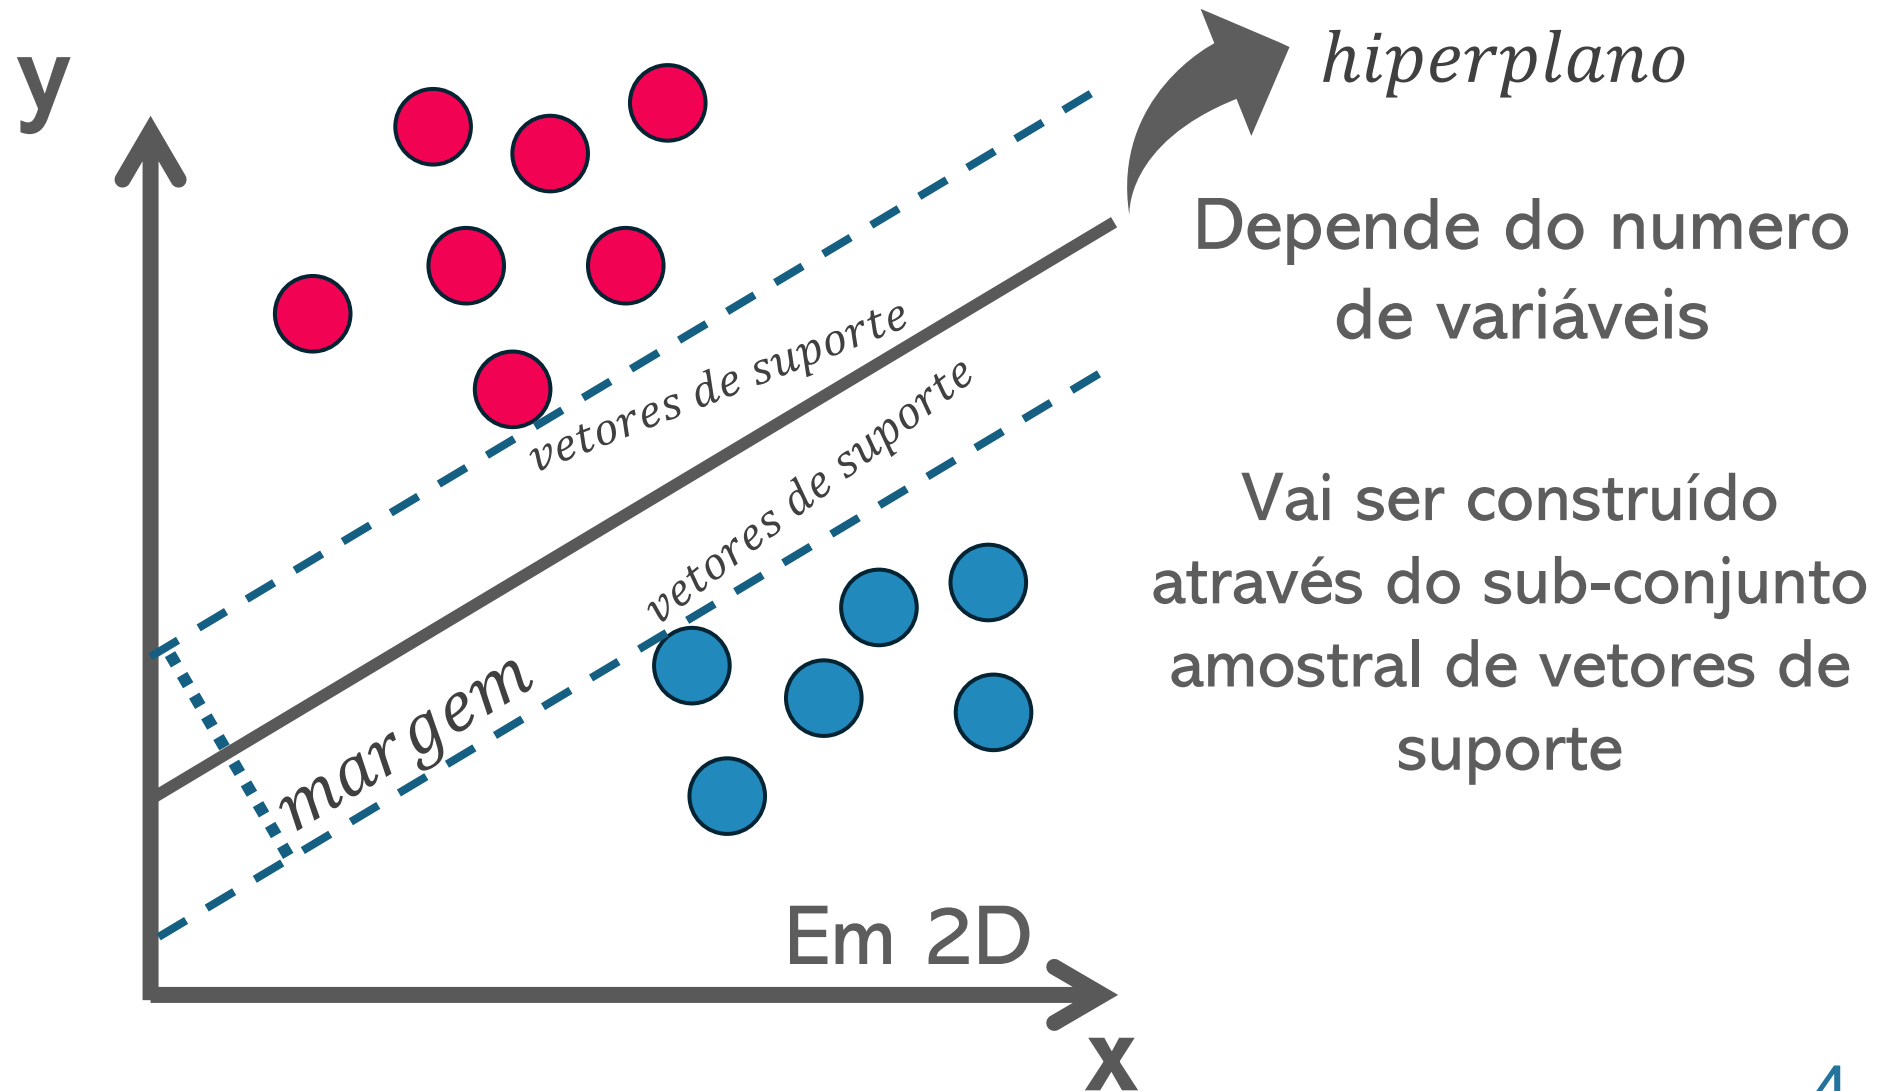 y
hiperplano
Depende do numero
de variáveis
vetores de suporte
vetores de suporte
Vai ser construído
através do sub-conjunto
amostral de vetores de
suporte
margem
Em 2D
x
4